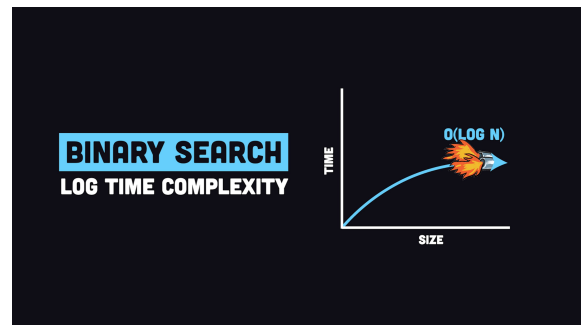 BINARY SEARCH
LOG TIME COMPLEXITY
O(LOG N)
TIME
SIZE